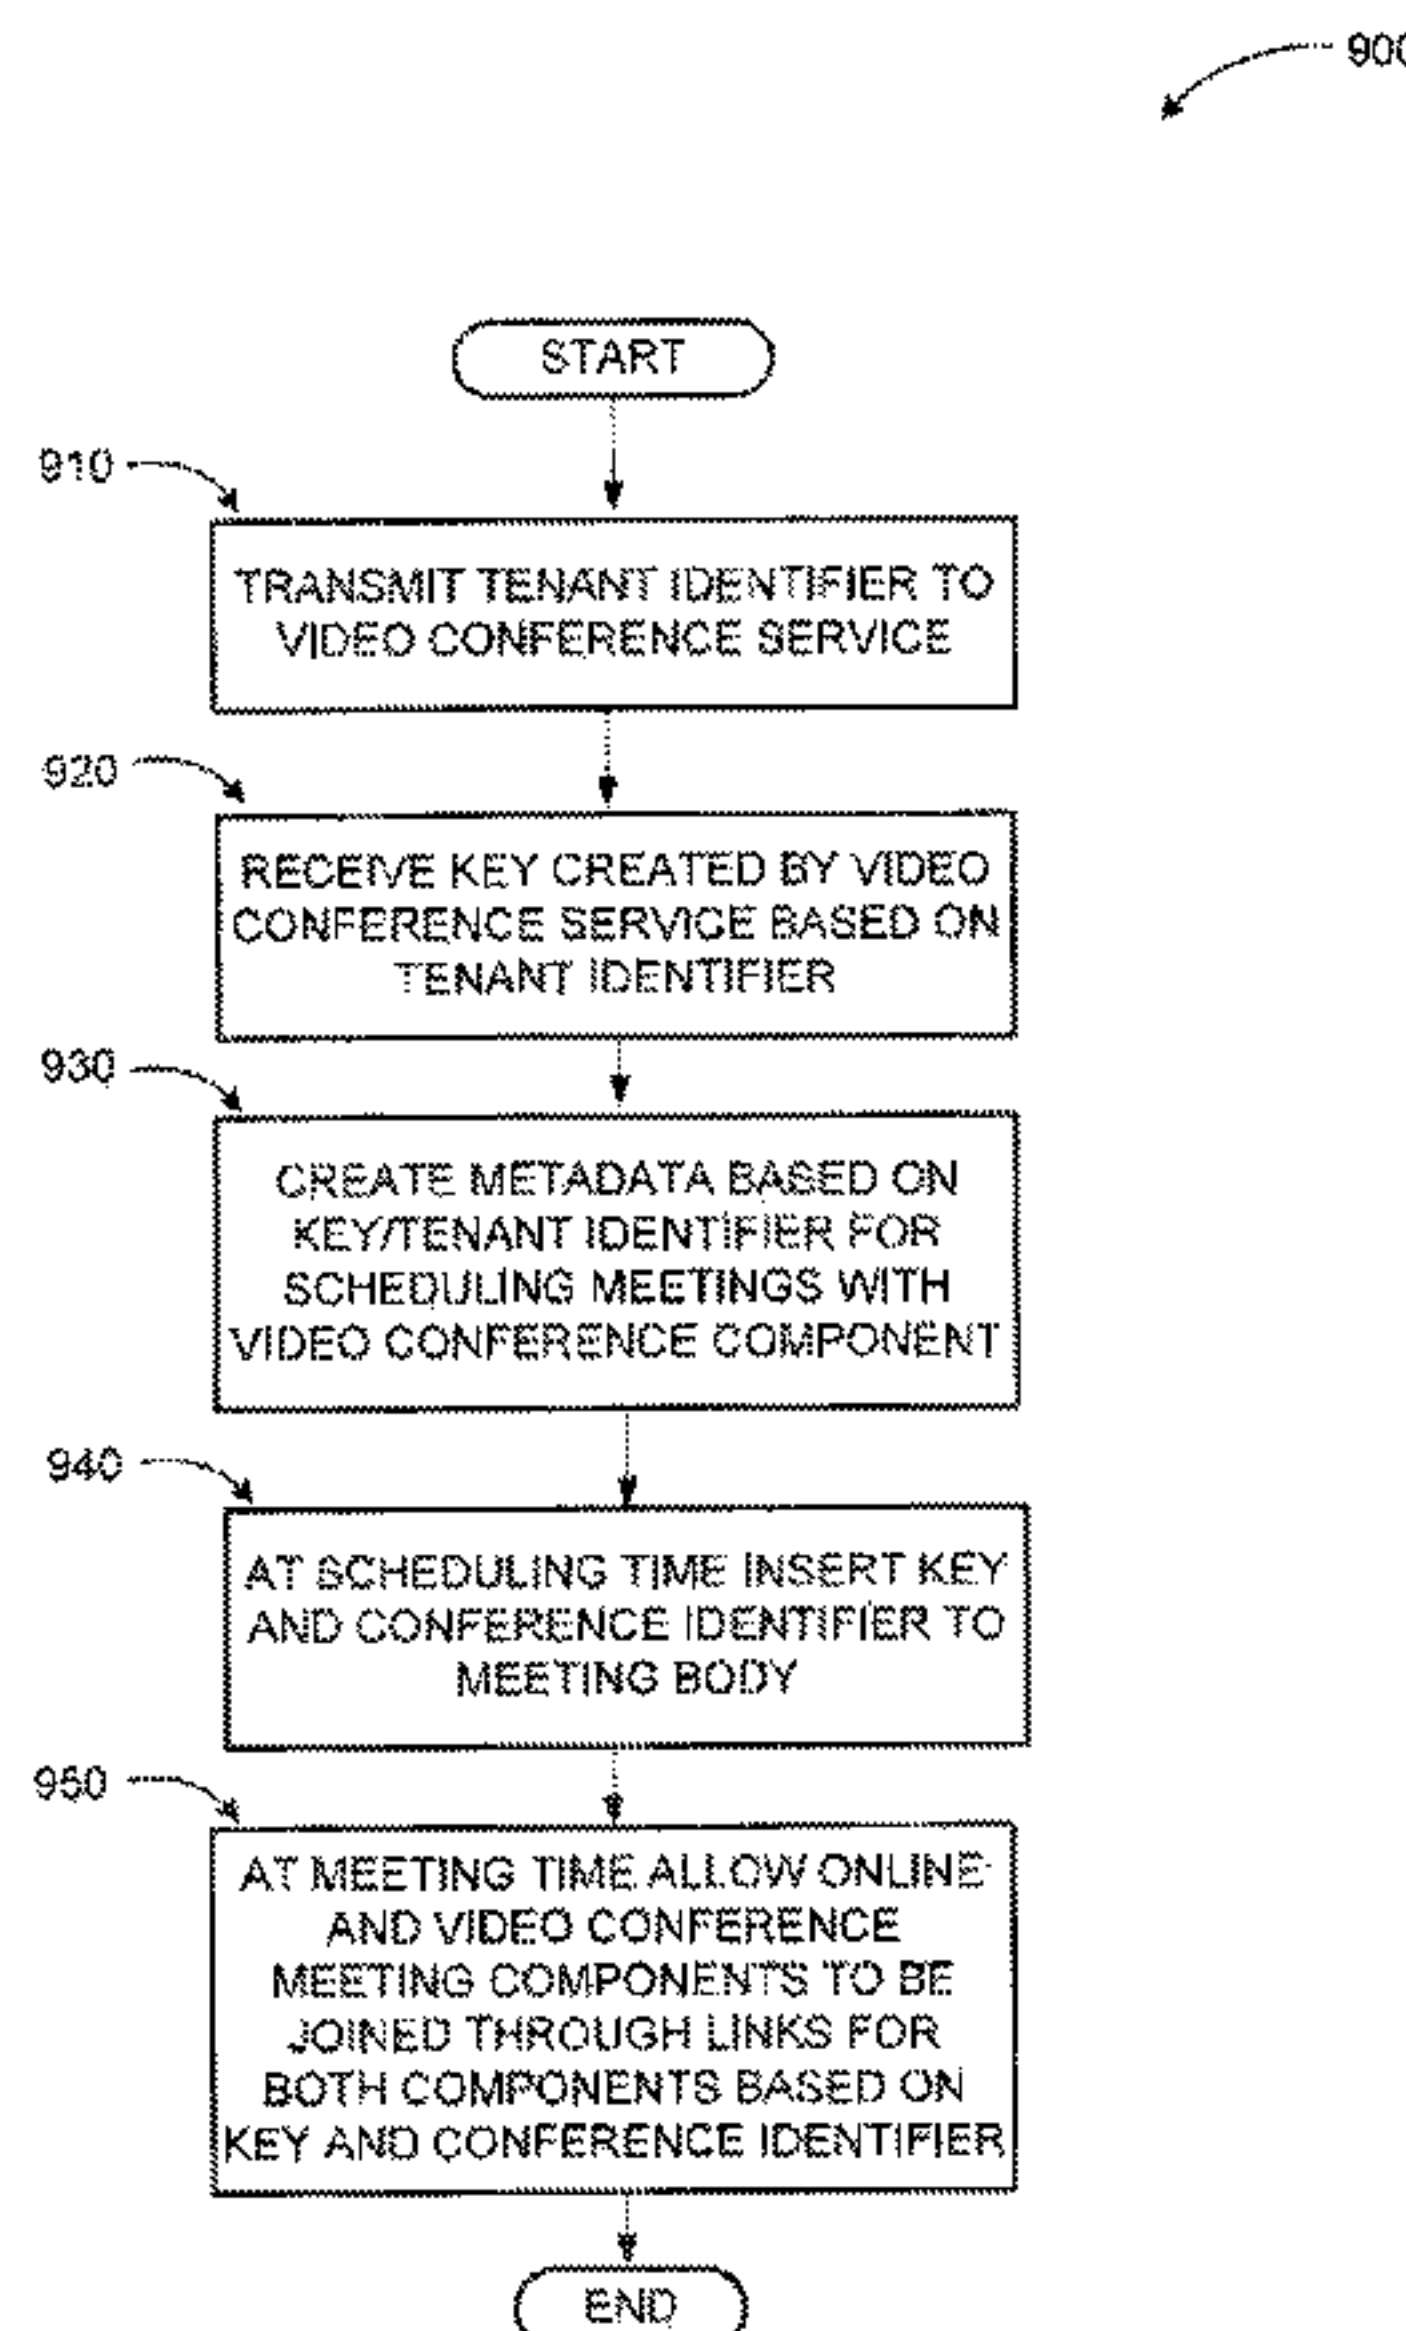 900
START
910
TRANSMIT TENANT IDENTIFIER TO
VIDEO CONFERENCE SERVICE
920
RECEIVE KEY CREATED BY VIDEO
CONFERENCE SERVICE BASED ON
TENANT IDENTIFIER
930
CREATE METADATA BASED ON
KEY/TENANT IDENTIFIER FOR
SCHEDULING MEETINGS WITH
VIDEO CONFERENCE COMPONENT
940
AT SCHEDULING TIME INSERT KEY
AND CONFERENCE IDENTIFIER TO
MEETING BODY
950
AT MEETING TIME ALLOW ONLINE
AND VIDEO CONFERENCE
MEETING COMPONENTS TO BE
JOINED THROUGH LINKS FOR
BOTH COMPONENTS BASED ON
KEY AND CONFERENCE IDENTIFIER
END